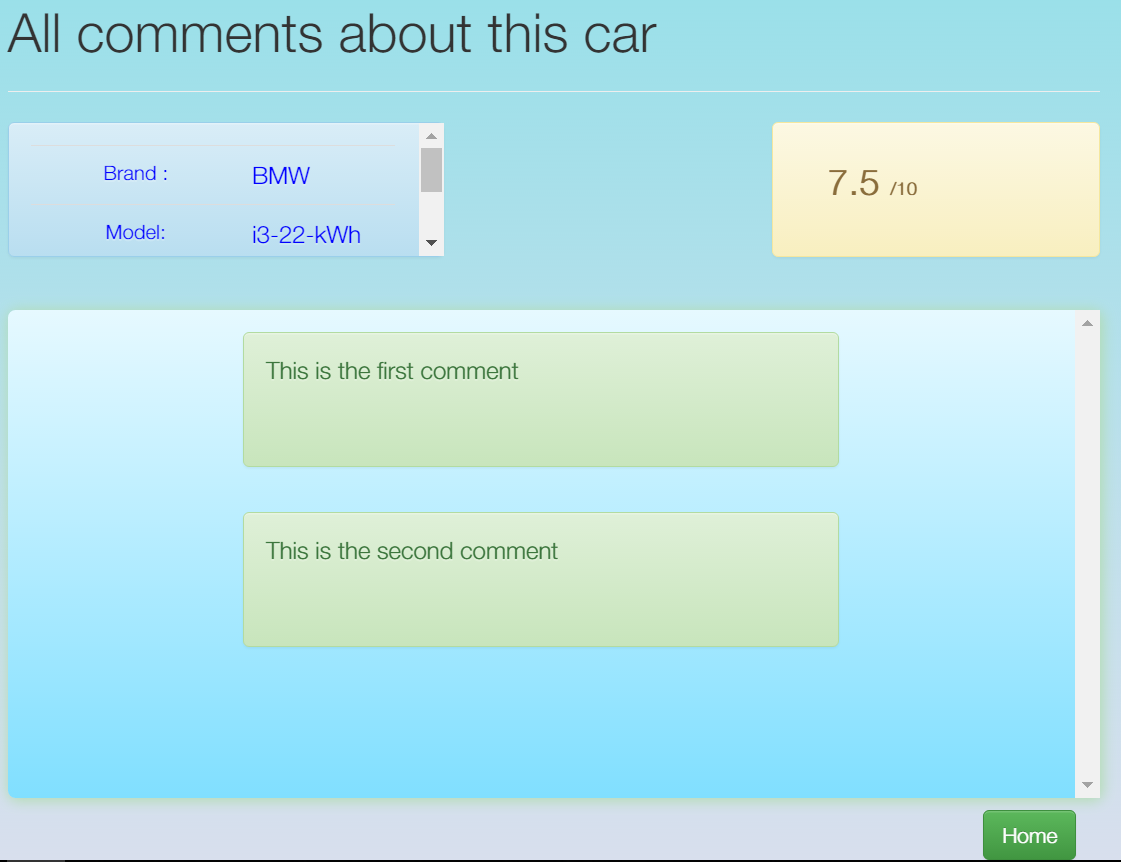 All comments about this car
Brand : BMW
Model: i3-22-kWh
7.5 /10
This is the first comment
This is the second comment
Home